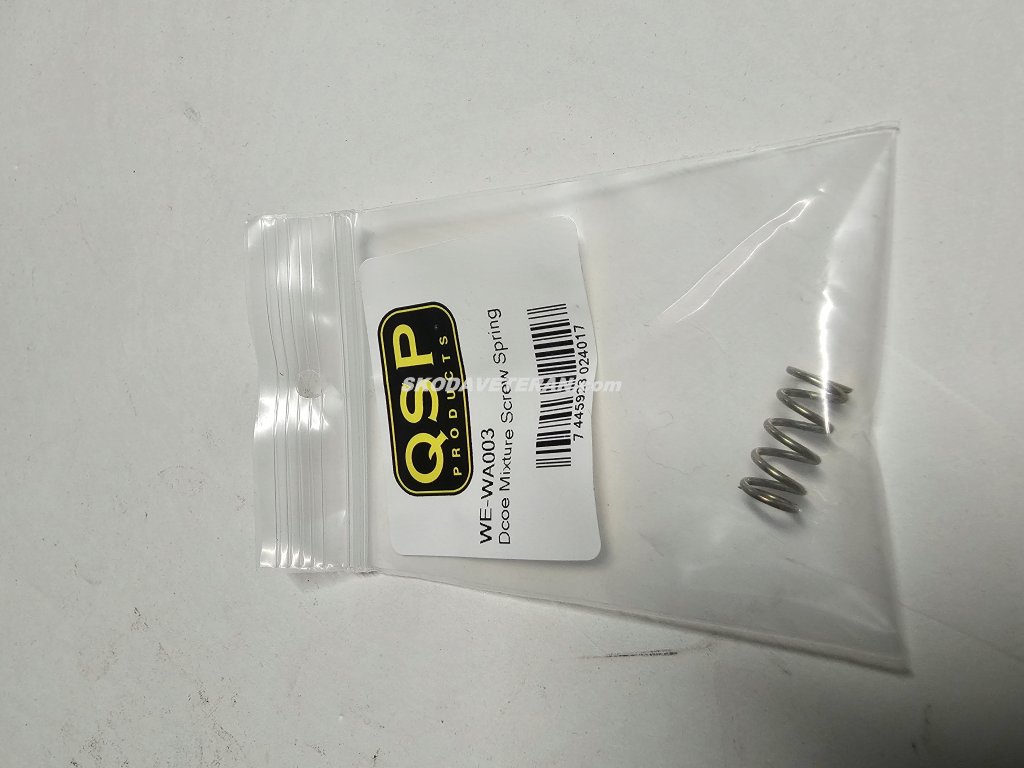 QSP
PRODUCTS
WE-WA003
Dcoe Mixture Screw Spring
7 445923 024017
SKODAVETERAN.com